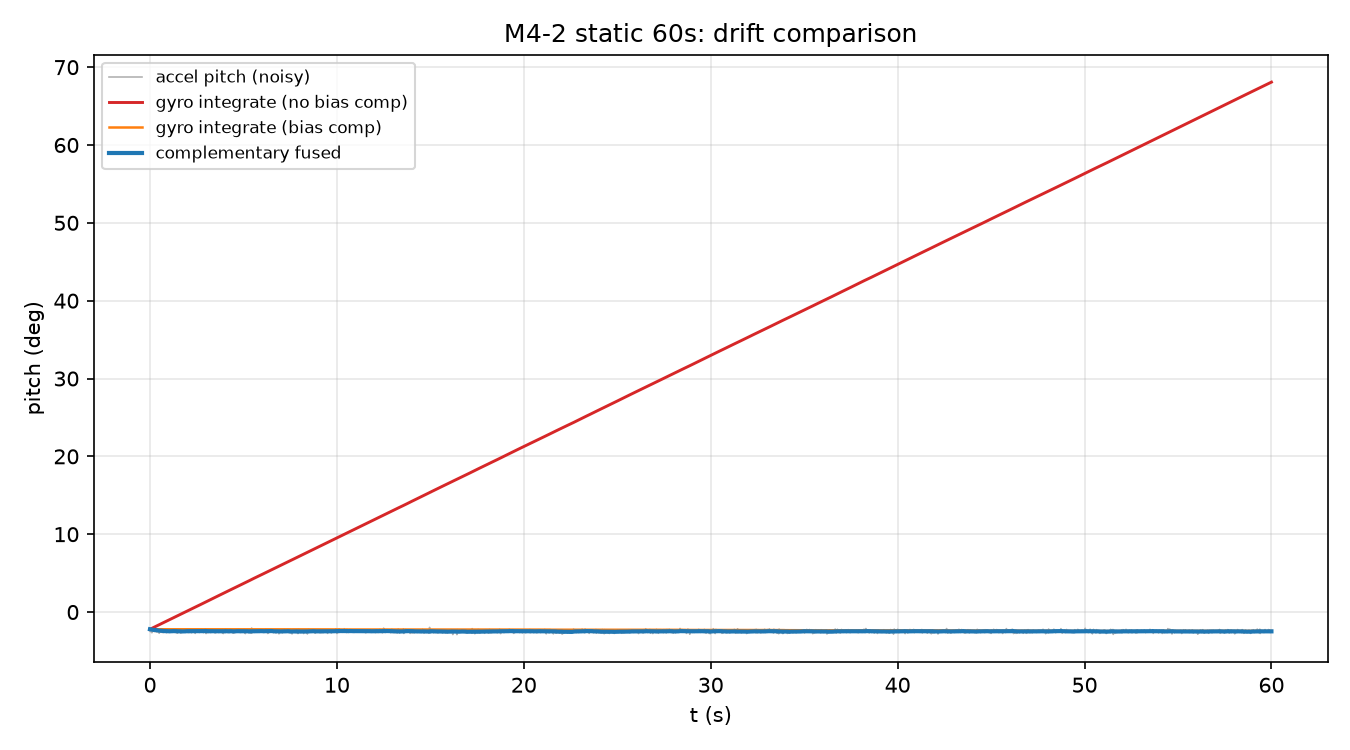 M4-2 static 60s: drift comparison
accel pitch (noisy)
gyro integrate (no bias comp)
gyro integrate (bias comp)
complementary fused
pitch (deg)
70
60
50
40
30
20
10
0
0 10 20 30 40 50 60
t (s)